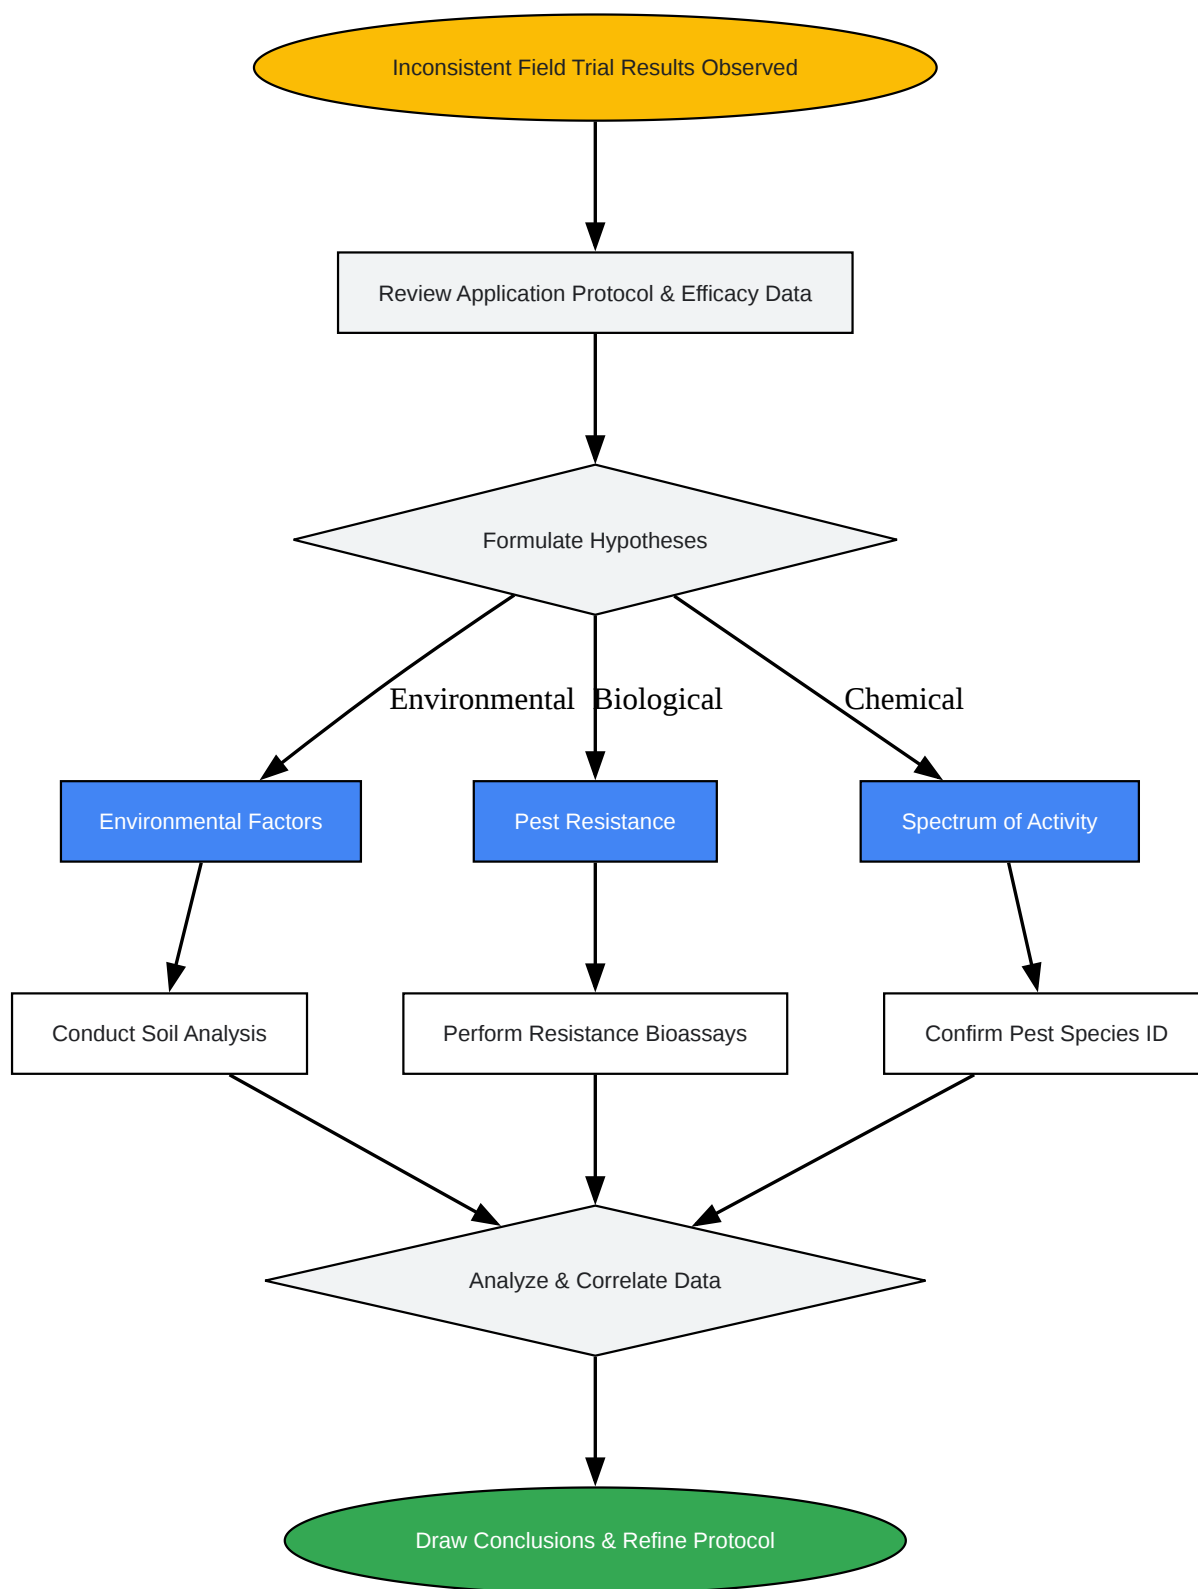 Inconsistent Field Trial Results Observed
Review Application Protocol & Efficacy Data
Formulate Hypotheses
Environmental
Biological
Chemical
Environmental Factors
Pest Resistance
Spectrum of Activity
Conduct Soil Analysis
Perform Resistance Bioassays
Confirm Pest Species ID
Analyze & Correlate Data
Draw Conclusions & Refine Protocol